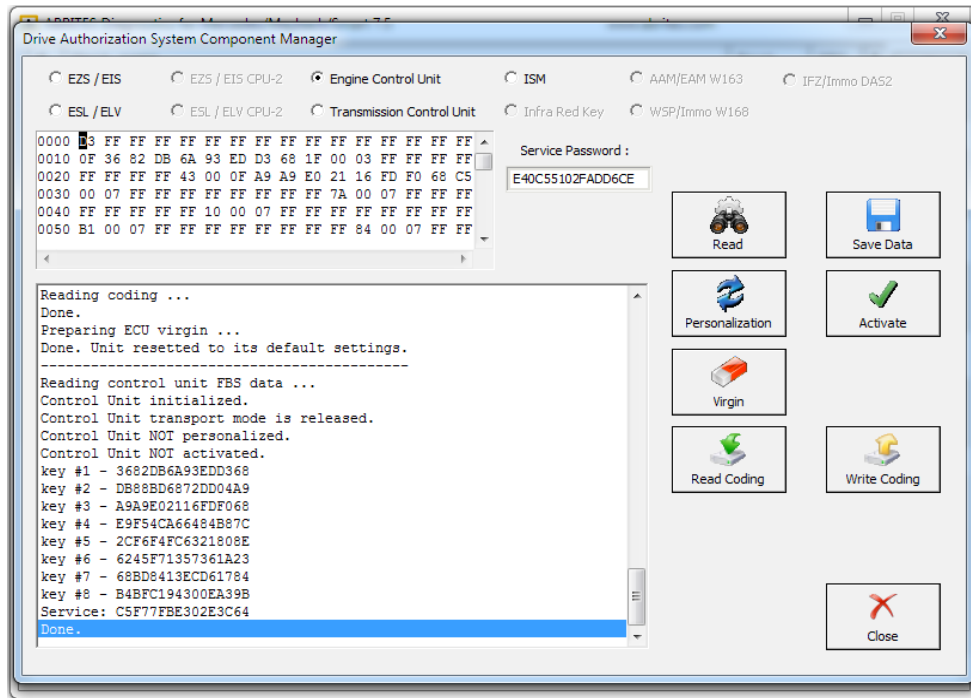 Drive Authorization System Component Manager
EZS / EIS
EZS / EIS CPU-2
Engine Control Unit
ISM
AAM/EAM W163
IFZ/Immo DAS2
ESL / ELV
ESL / ELV CPU-2
Transmission Control Unit
Infra Red Key
WSP/Immo W168
0000 D3 FF FF FF FF FF FF FF FF FF FF FF FF FF FF FF
0010 0F 36 82 DB 6A 93 ED D3 68 1F 00 03 FF FF FF FF
0020 FF FF FF FF 43 00 0F A9 A9 E0 21 16 FD F0 68 C5
0030 00 07 FF FF FF FF FF FF FF FF 7A 00 07 FF FF FF
0040 FF FF FF FF FF 10 00 07 FF FF FF FF FF FF FF FF
0050 B1 00 07 FF FF FF FF FF FF FF FF 84 00 07 FF FF
Service Password :
E40C55102FADD6CE
Read
Save Data
Personalization
Activate
Virgin
Read Coding
Write Coding
Close
Reading coding ...
Done.
Preparing ECU virgin ...
Done. Unit resetted to its default settings.
--------------------------------------------
Reading control unit FBS data ...
Control Unit initialized.
Control Unit transport mode is released.
Control Unit NOT personalized.
Control Unit NOT activated.
key #1 - 3682DB6A93EDD368
key #2 - DB88BD6872DD04A9
key #3 - A9A9E02116FDF068
key #4 - E9F54CA66484B87C
key #5 - 2CF6F4FC6321808E
key #6 - 6245F71357361A23
key #7 - 68BD8413ECD61784
key #8 - B4BFC194300EA39B
Service: C5F77FBE302E3C64
Done.